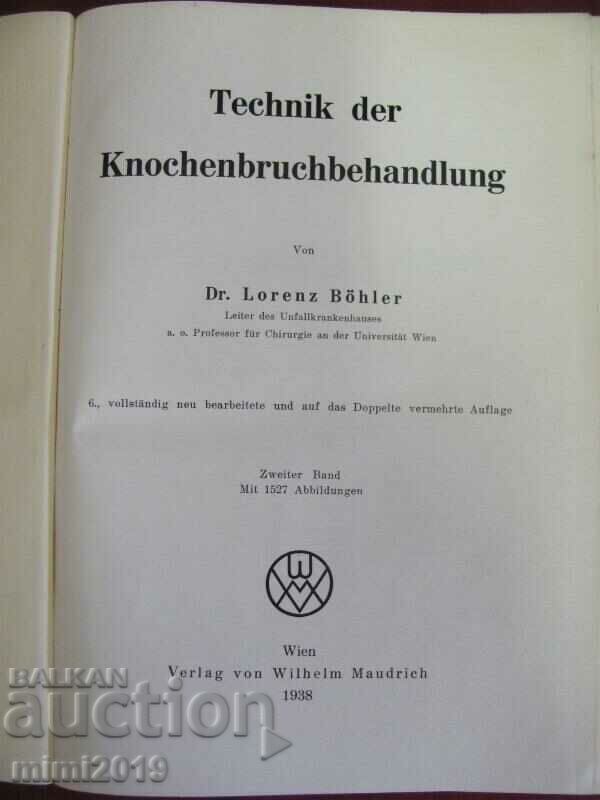 Technik der
Knochenbruchbehandlung
Von
Dr. Lorenz Böhler
Leiter des Unfallkrankenhauses
a. o. Professor für Chirurgie an der Universität Wien
6., vollständig neu bearbeitete und auf das Doppelte vermehrte Auflage
Zweiter Band
Mit 1527 Abbildungen
WM
Wien
Verlag von Wilhelm Maudrich
1938
BALKAN
auction
mimi2019